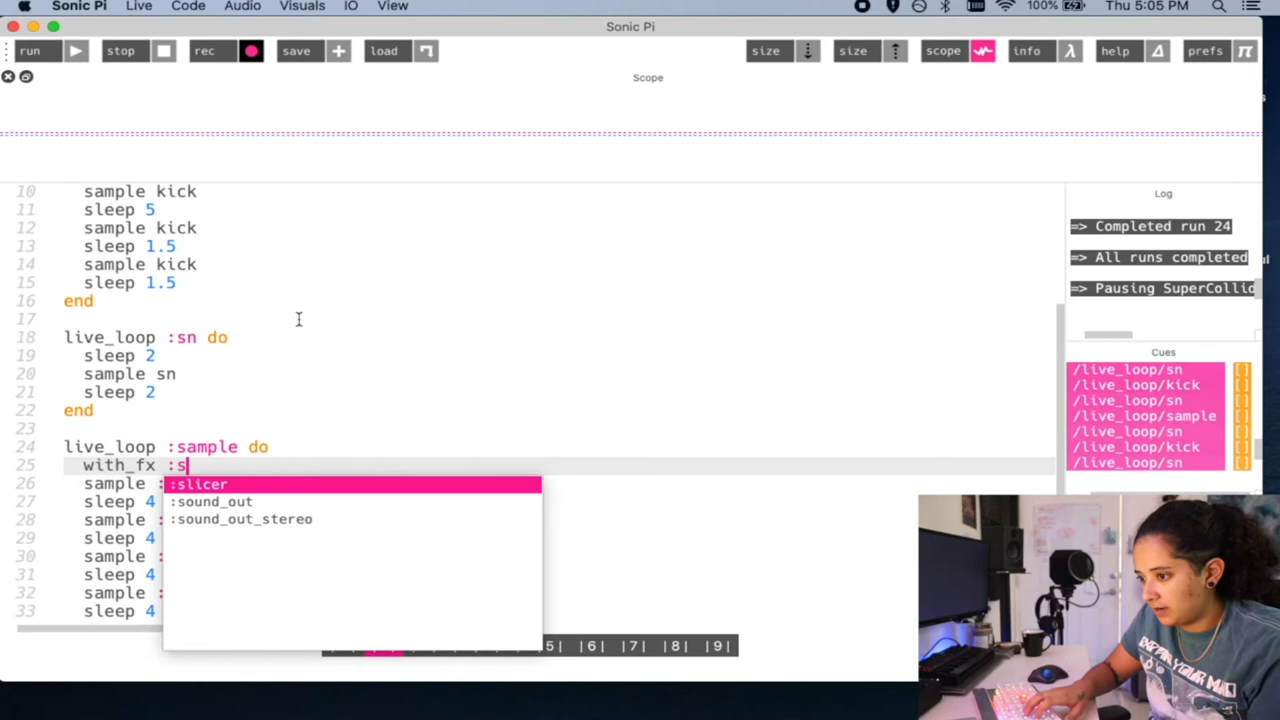 Sonic Pi Live Code Audio Visuals IO View 100% Thu 5:05 PM
Sonic Pi
run stop rec save load size size scope info help prefs
Scope
10 sample kick
11 sleep 5
12 sample kick
13 sleep 1.5
14 sample kick
15 sleep 1.5
16 end
17
18 live_loop :sn do
19 sleep 2
20 sample sn
21 sleep 2
22 end
23
24 live_loop :sample do
25 with_fx :s
26 sample :
27 sleep 4
28 sample :
29 sleep 4
30 sample :
31 sleep 4
32 sample :
33 sleep 4
:slicer
:sound_out
:sound_out_stereo
5| |6| |7| |8| |9|
Log
=> Completed run 24
=> All runs completed
=> Pausing SuperCollid
Cues
/live_loop/sn []
/live_loop/kick []
/live_loop/sn []
/live_loop/sample []
/live_loop/sn []
/live_loop/kick []
/live_loop/sn []